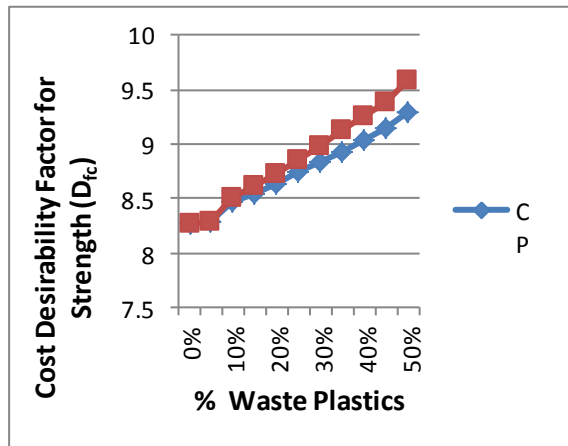 Cost Desirability Factor for
Strength (Dfc)
10
9.5
9
8.5
8
7.5
0%
10%
20%
30%
40%
50%
% Waste Plastics
C
P